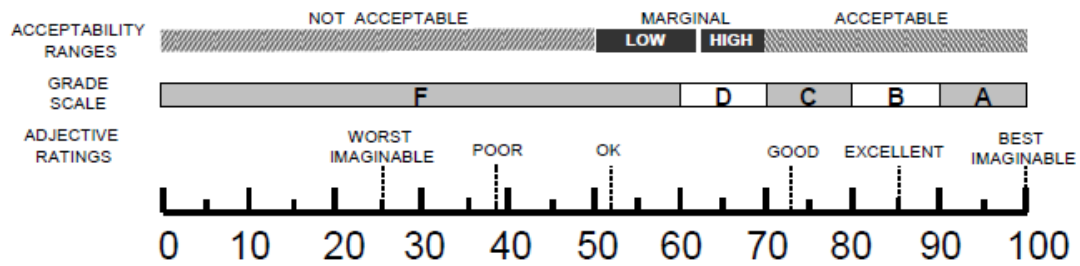 NOT ACCEPTABLE MARGINAL ACCEPTABLE
ACCEPTABILITY
RANGES
LOW HIGH
GRADE
SCALE
F D C B A
ADJECTIVE
RATINGS
WORST
IMAGINABLE
POOR
OK
GOOD
EXCELLENT
BEST
IMAGINABLE
0 10 20 30 40 50 60 70 80 90 100